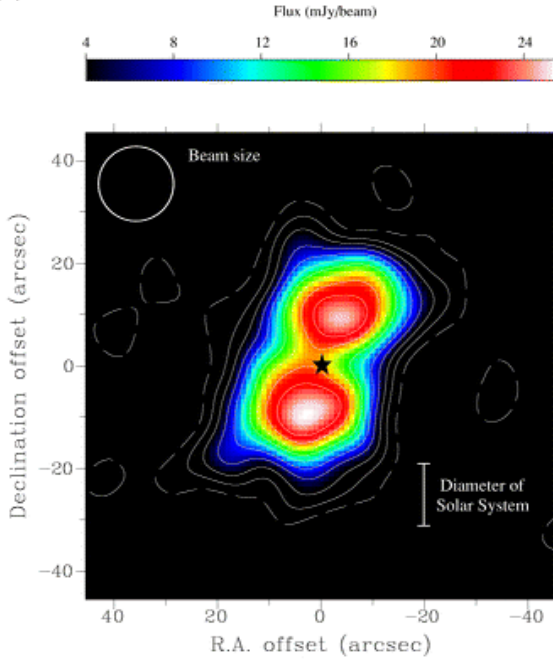 Flux (mJy/beam)
4 8 12 16 20 24
40
Beam size
20
0
−20
Diameter of
Solar System
−40
Declination offset (arcsec)
40 20 0 −20 −40
R.A. offset (arcsec)